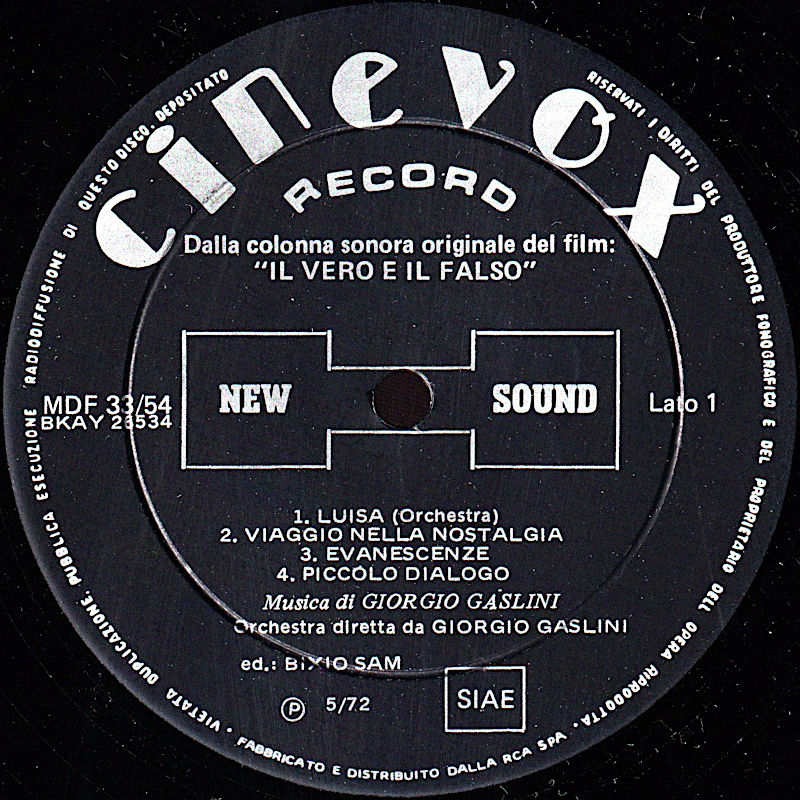 cinevox
RECORD
Dalla colonna sonora originale del film:
“IL VERO E IL FALSO”
NEW
SOUND
MDF 33/54
BKAY 23534
Lato 1
1. LUISA (Orchestra)
2. VIAGGIO NELLA NOSTALGIA
3. EVANESCENZE
4. PICCOLO DIALOGO
Musica di GIORGIO GASLINI
Orchestra diretta da GIORGIO GASLINI
ed.: BIXIO SAM
℗ 5/72
SIAE
RISERVATI I DIRITTI DEL PRODUTTORE FONOGRAFICO E DEL PROPRIETARIO DELL OPERA RIPRODOTTA. · VIETATA DUPLICAZIONE, PUBBLICA ESECUZIONE RADIODIFFUSIONE DI QUESTO DISCO. DEPOSITATO
FABBRICATO E DISTRIBUITO DALLA RCA SpA